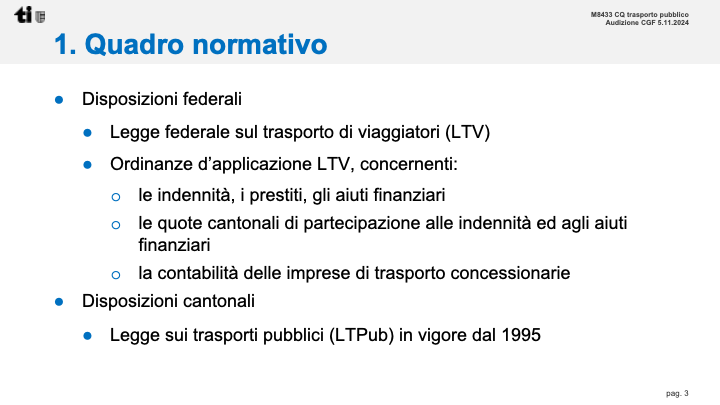 ti
M8433 CQ trasporto pubblico
Audizione CGF 5.11.2024
1. Quadro normativo
● Disposizioni federali
● Legge federale sul trasporto di viaggiatori (LTV)
● Ordinanze d’applicazione LTV, concernenti:
o le indennità, i prestiti, gli aiuti finanziari
o le quote cantonali di partecipazione alle indennità ed agli aiuti
finanziari
o la contabilità delle imprese di trasporto concessionarie
● Disposizioni cantonali
● Legge sui trasporti pubblici (LTPub) in vigore dal 1995
pag. 3